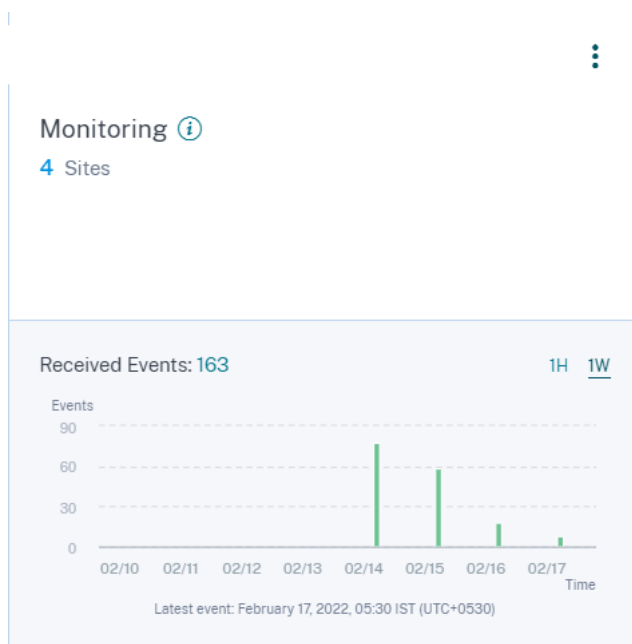 Monitoring
4 Sites
Received Events: 163
1H 1W
Events
90
60
30
0
02/10 02/11 02/12 02/13 02/14 02/15 02/16 02/17
Time
Latest event: February 17, 2022, 05:30 IST (UTC+0530)